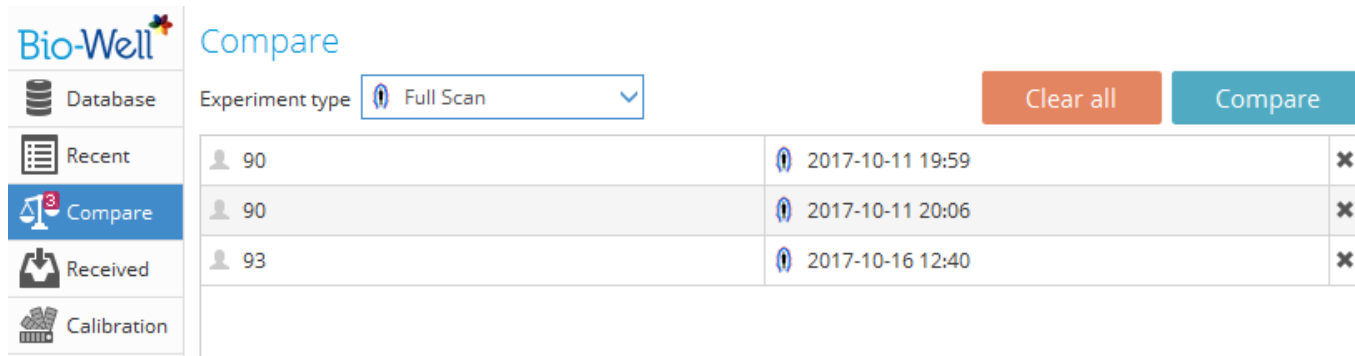 Bio-Well
Compare
Database
Experiment type Full Scan Clear all Compare
Recent
90 2017-10-11 19:59
3
Compare
90 2017-10-11 20:06
Received
93 2017-10-16 12:40
Calibration